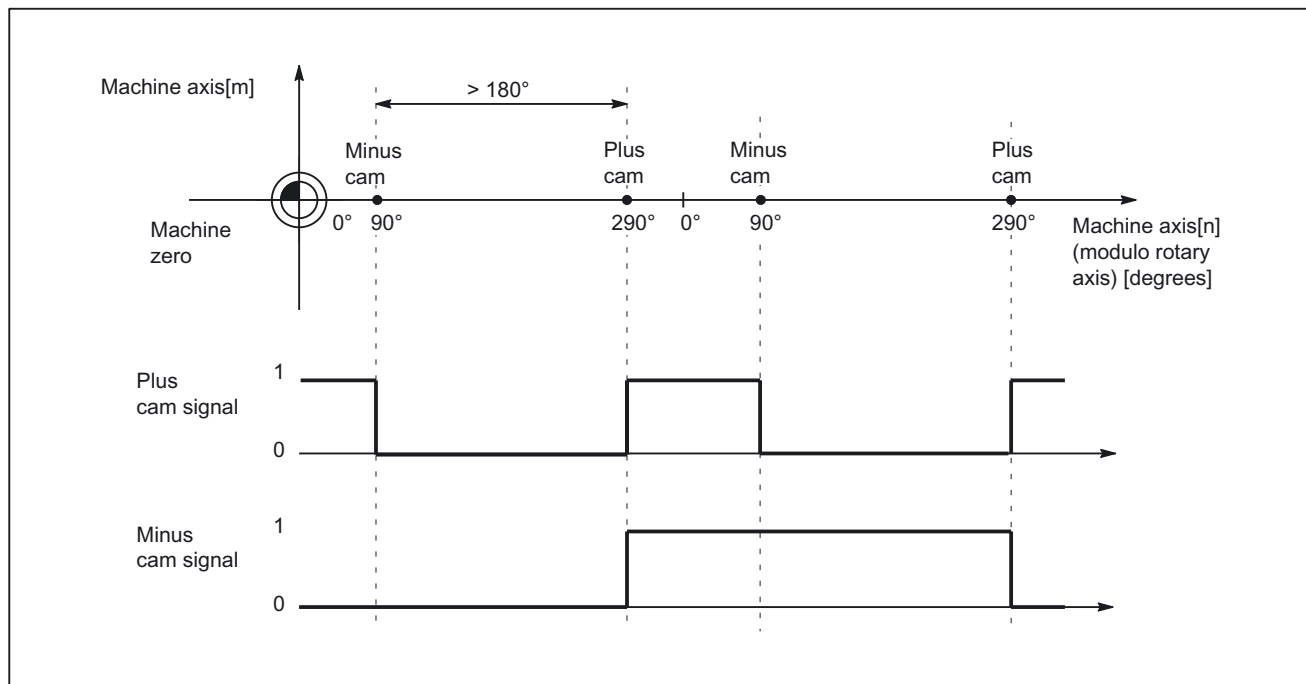 Machine axis[m]
> 180°
Minus
cam
Plus
cam
Minus
cam
Plus
cam
Machine
zero
0°
90°
290°
0°
90°
290°
Machine axis[n]
(modulo rotary
axis) [degrees]
Plus
cam signal
1
0
Minus
cam signal
1
0